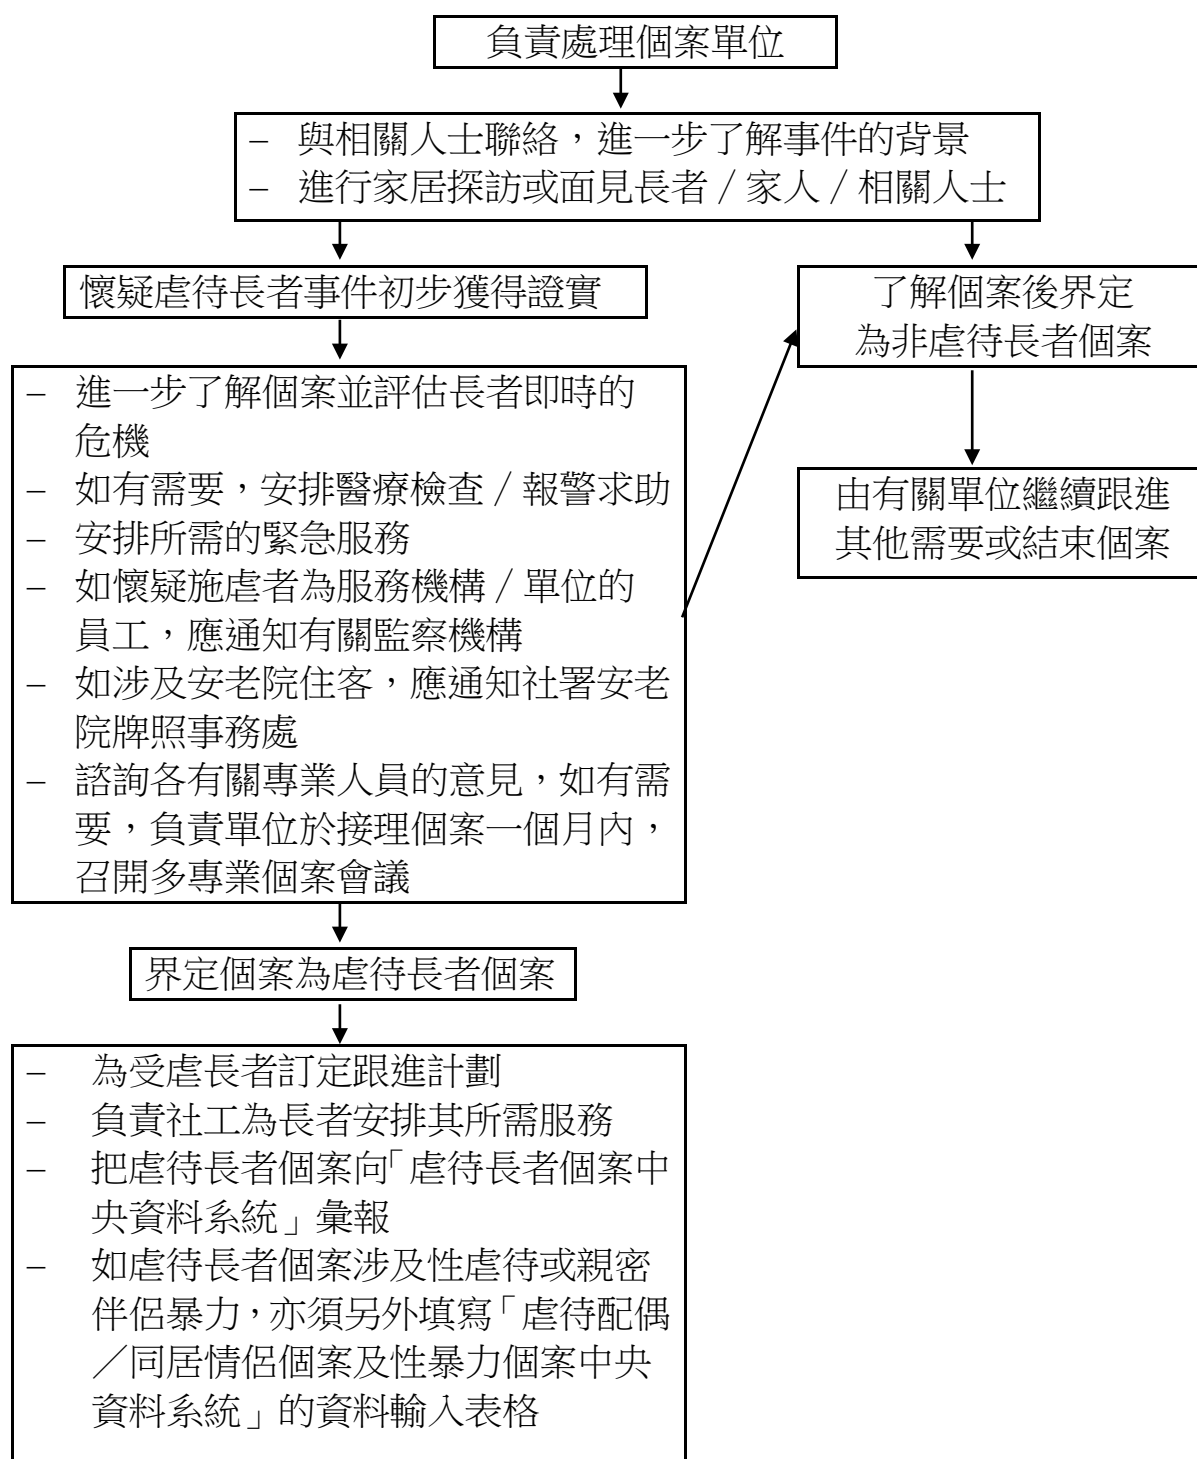 負責處理個案單位
– 與相關人士聯絡，進一步了解事件的背景
– 進行家居探訪或面見長者／家人／相關人士
懷疑虐待長者事件初步獲得證實
– 進一步了解個案並評估長者即時的
危機
– 如有需要，安排醫療檢查／報警求助
– 安排所需的緊急服務
– 如懷疑施虐者為服務機構／單位的
員工，應通知有關監察機構
– 如涉及安老院住客，應通知社署安老
院牌照事務處
– 諮詢各有關專業人員的意見，如有需
要，負責單位於接理個案一個月內，
召開多專業個案會議
界定個案為虐待長者個案
– 為受虐長者訂定跟進計劃
– 負責社工為長者安排其所需服務
– 把虐待長者個案向「虐待長者個案中
央資料系統」彙報
– 如虐待長者個案涉及性虐待或親密
伴侶暴力，亦須另外填寫「虐待配偶
／同居情侶個案及性暴力個案中央
資料系統」的資料輸入表格
了解個案後界定
為非虐待長者個案
由有關單位繼續跟進
其他需要或結束個案